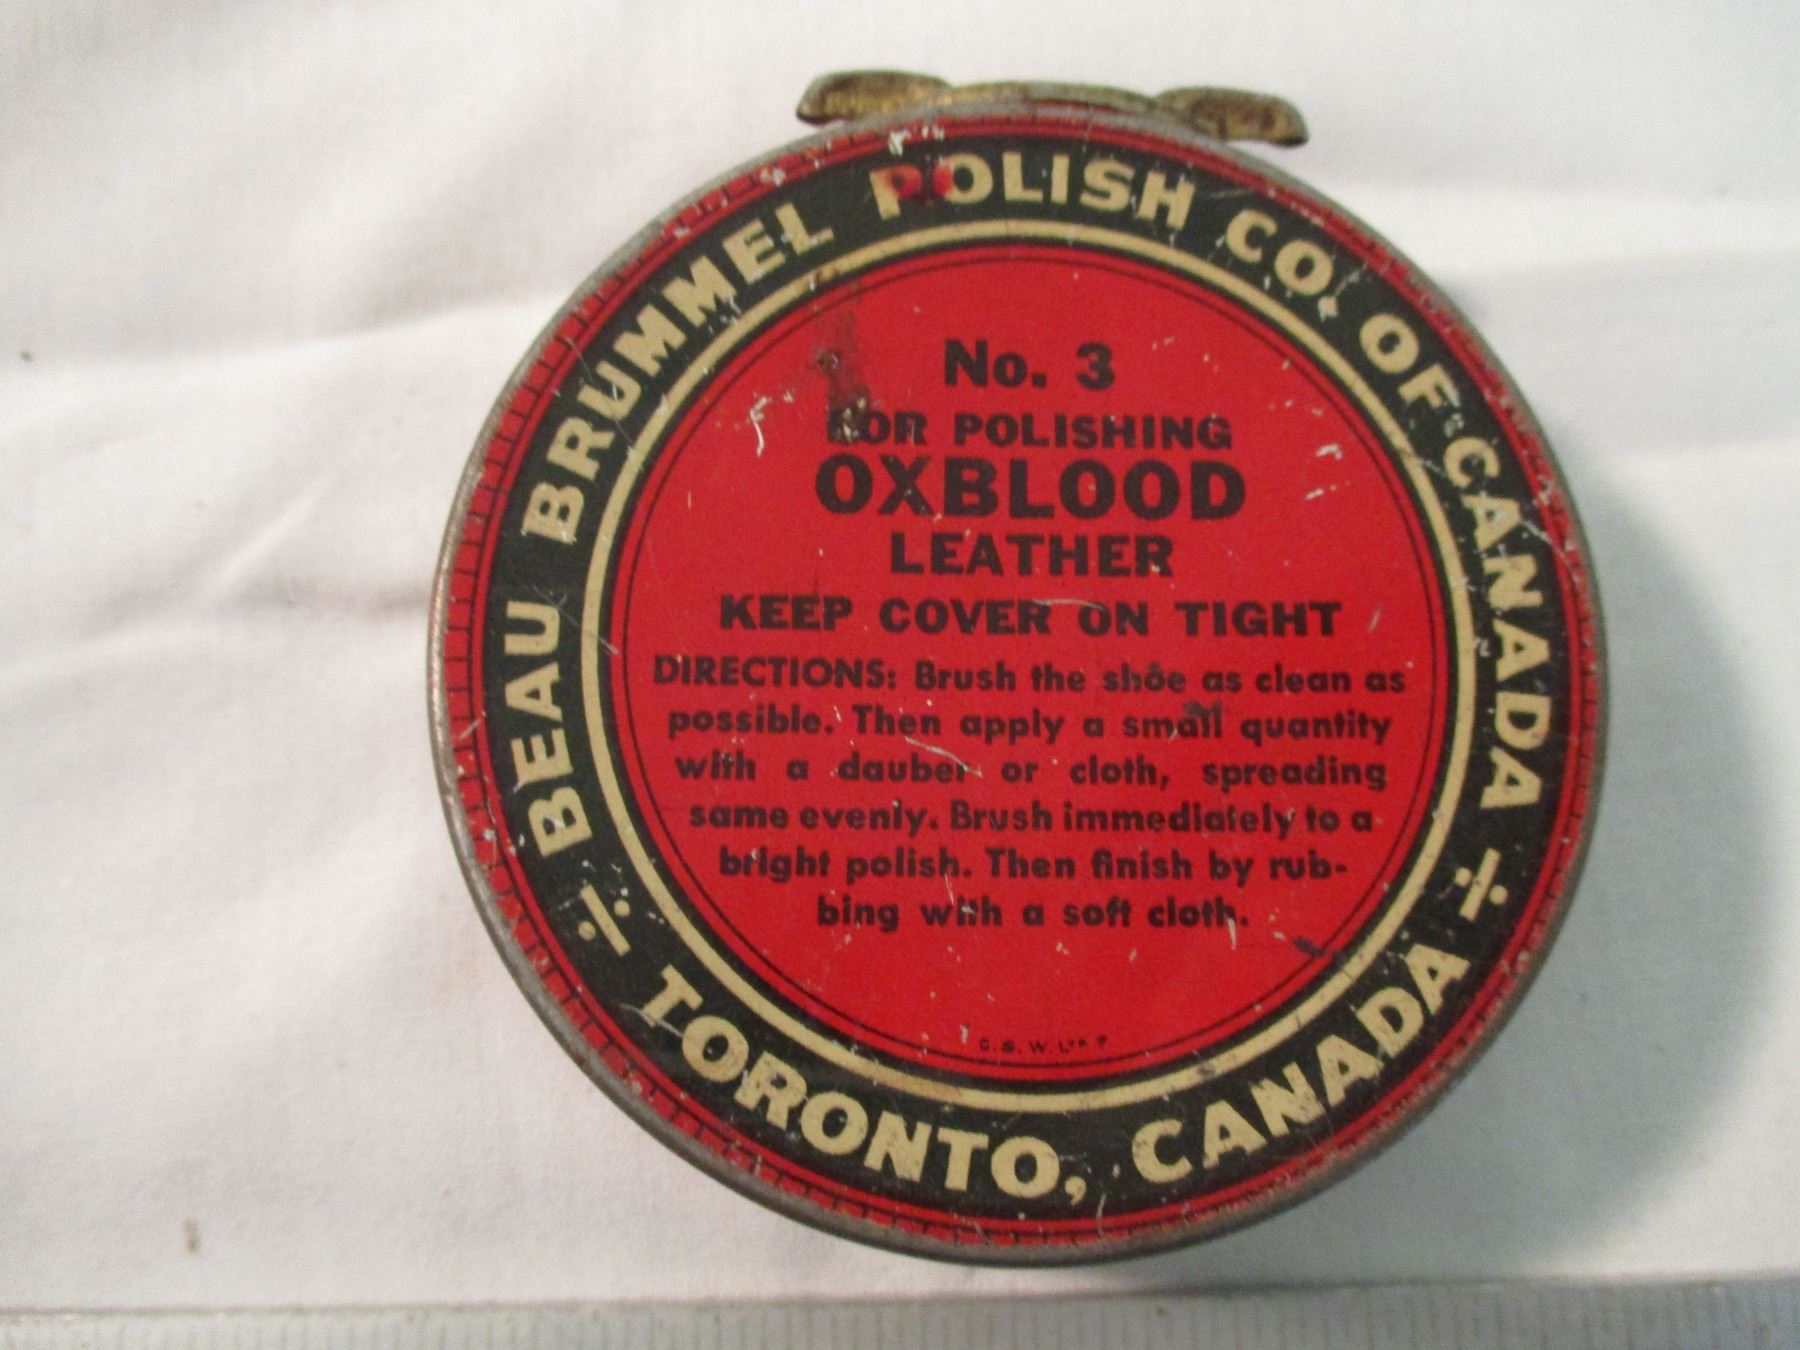 BEAU BRUMMEL POLISH CO. OF CANADA
No. 3
FOR POLISHING
OXBLOOD
LEATHER
KEEP COVER ON TIGHT
DIRECTIONS: Brush the shoe as clean as
possible. Then apply a small quantity
with a dauber or cloth, spreading
same evenly. Brush immediately to a
bright polish. Then finish by rub-
bing with a soft cloth.
W. LTD
÷ TORONTO, CANADA ÷